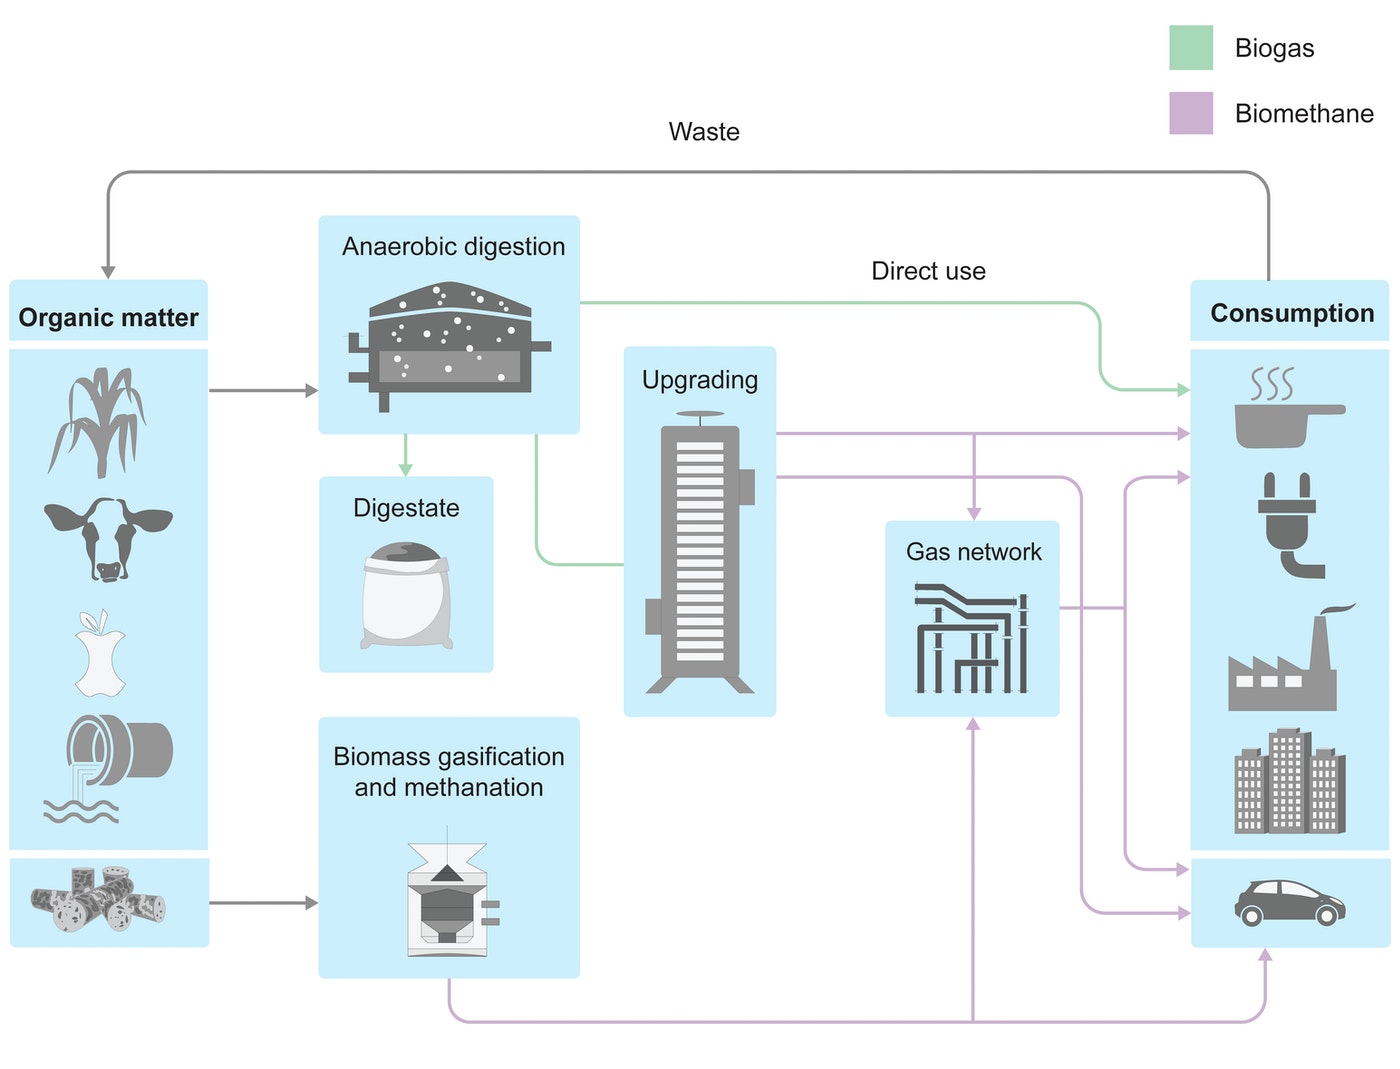 Biogas
Biomethane
Waste
Anaerobic digestion
Direct use
Organic matter
Consumption
Upgrading
Digestate
Gas network
Biomass gasification
and methanation